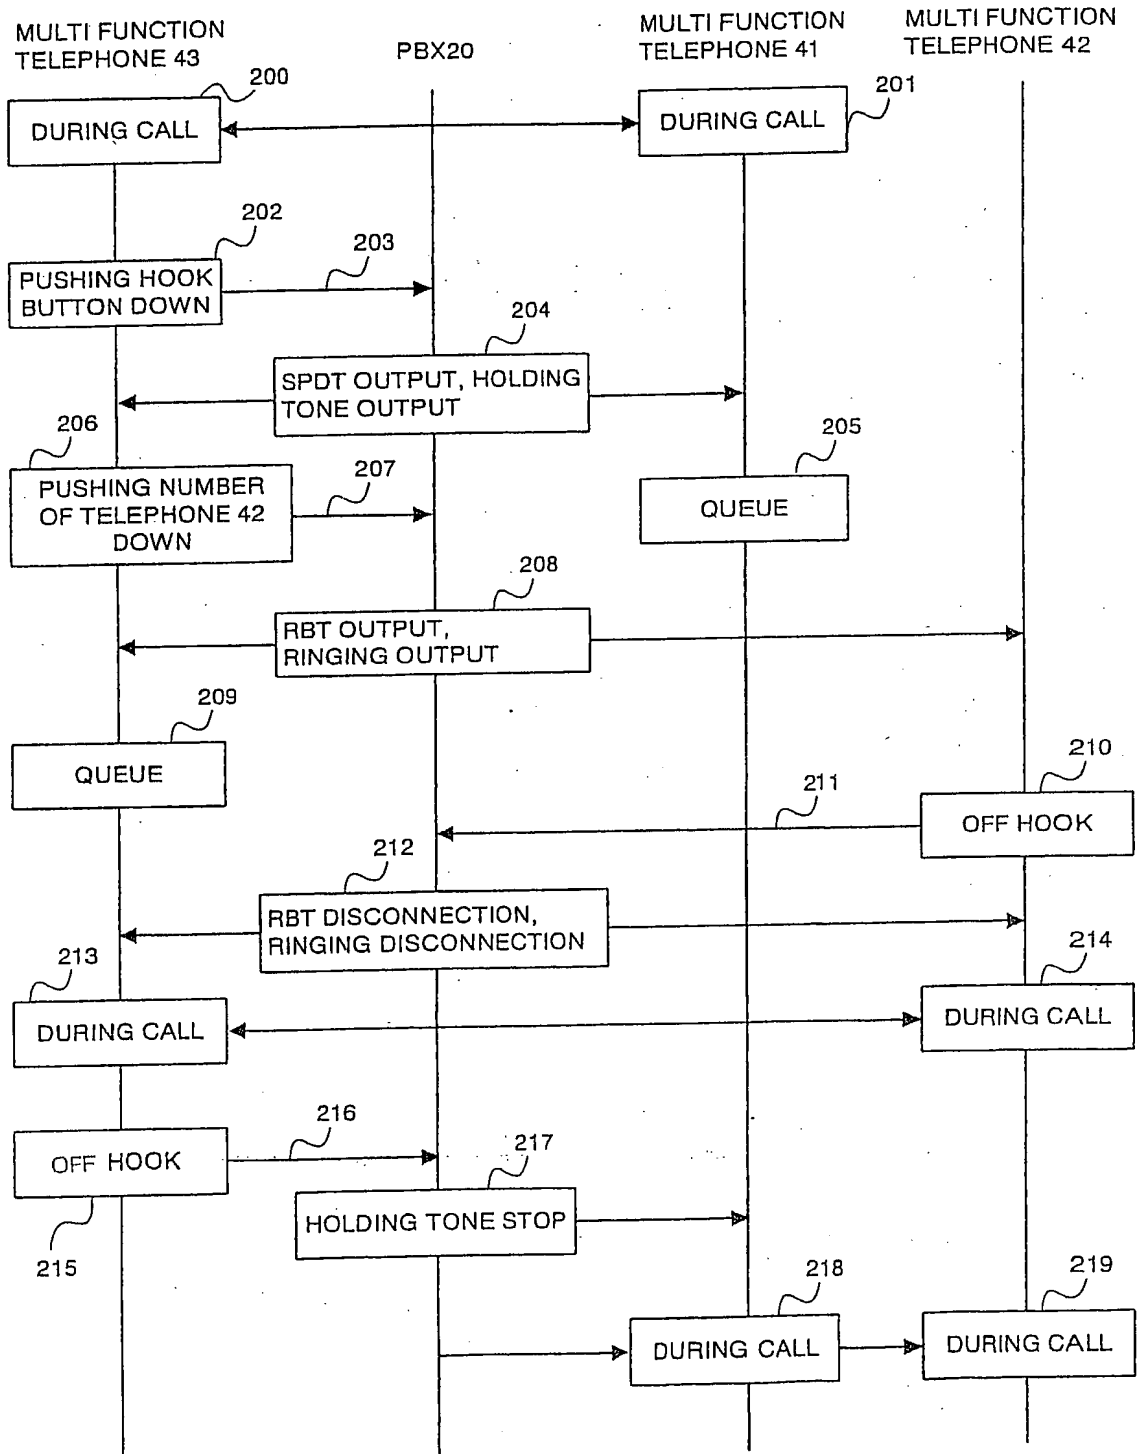 MULTI FUNCTION
TELEPHONE 43
PBX20
MULTI FUNCTION
TELEPHONE 41
MULTI FUNCTION
TELEPHONE 42
200
DURING CALL
DURING CALL
201
202
203
PUSHING HOOK
BUTTON DOWN
204
SPDT OUTPUT, HOLDING
TONE OUTPUT
206
205
207
PUSHING NUMBER
OF TELEPHONE 42
DOWN
QUEUE
208
RBT OUTPUT,
RINGING OUTPUT
209
QUEUE
210
211
OFF HOOK
212
RBT DISCONNECTION,
RINGING DISCONNECTION
213
214
DURING CALL
DURING CALL
216
217
OFF HOOK
215
HOLDING TONE STOP
218
219
DURING CALL
DURING CALL